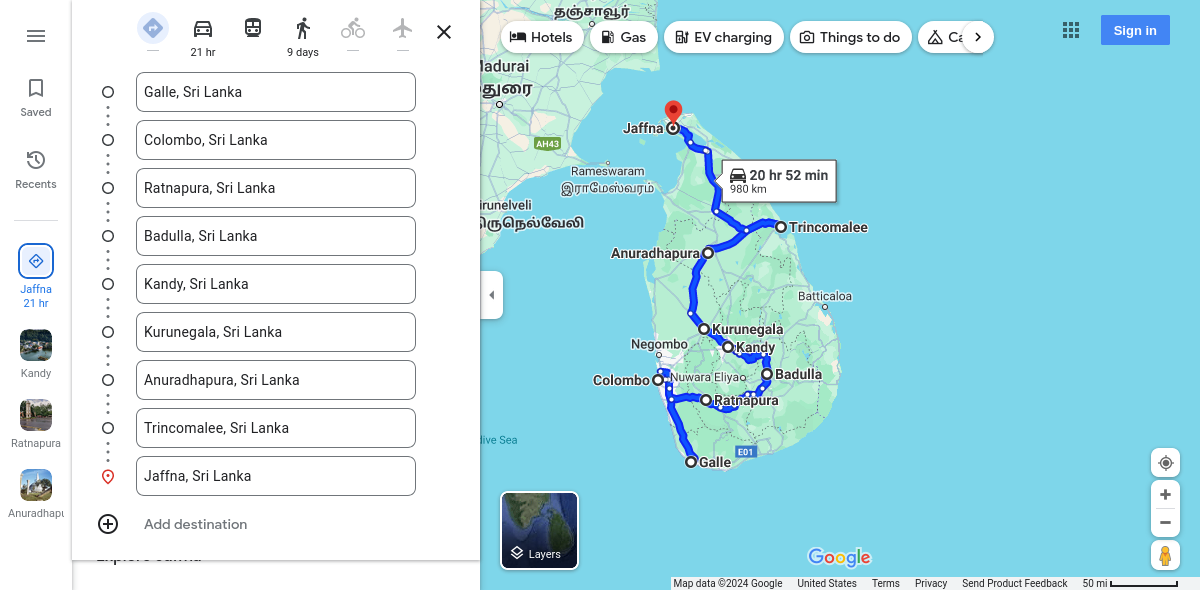 21 hr
9 days
Saved
Recents
Jaffna
21 hr
Kandy
Ratnapura
Anuradhapu
Galle, Sri Lanka
Colombo, Sri Lanka
Ratnapura, Sri Lanka
Badulla, Sri Lanka
Kandy, Sri Lanka
Kurunegala, Sri Lanka
Anuradhapura, Sri Lanka
Trincomalee, Sri Lanka
Jaffna, Sri Lanka
Add destination
Hotels
Gas
EV charging
Things to do
Ca
Sign in
தஞ்சாவூர்
Madurai
துரை
AH43
Jaffna
Rameswaram
இராமேஸ்வரம்
20 hr 52 min
980 km
irunelveli
ிருநெல்வேலி
Trincomalee
Anuradhapura
Batticaloa
Kurunegala
Negombo
Kandy
Colombo
Nuwara Eliya
Badulla
Ratnapura
dive Sea
E01
Galle
Layers
Google
Map data ©2024 Google
United States
Terms
Privacy
Send Product Feedback
50 mi